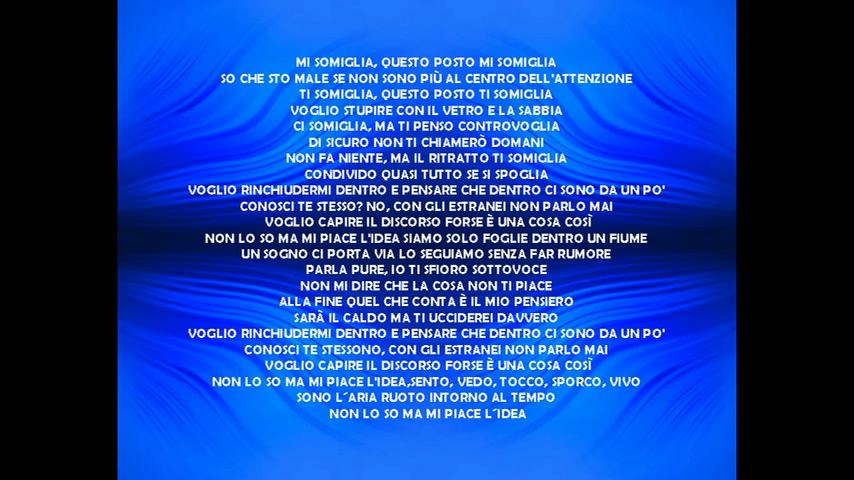 MI SOMIGLIA, QUESTO POSTO MI SOMIGLIA
SO CHE STO MALE SE NON SONO PIÙ AL CENTRO DELL'ATTENZIONE
TI SOMIGLIA, QUESTO POSTO TI SOMIGLIA
VOGLIO STUPIRE CON IL VETRO E LA SABBIA
CI SOMIGLIA, MA TI PENSO CONTROVOGLIA
DI SICURO NON TI CHIAMERÒ DOMANI
NON FA NIENTE, MA IL RITRATTO TI SOMIGLIA
CONDIVIDO QUASI TUTTO SE SI SPOGLIA
VOGLIO RINCHIUDERMI DENTRO E PENSARE CHE DENTRO CI SONO DA UN PO'
CONOSCI TE STESSO? NO, CON GLI ESTRANEI NON PARLO MAI
VOGLIO CAPIRE IL DISCORSO FORSE È UNA COSA COSÌ
NON LO SO MA MI PIACE L'IDEA SIAMO SOLO FOGLIE DENTRO UN FIUME
UN SOGNO CI PORTA VIA LO SEGUIAMO SENZA FAR RUMORE
PARLA PURE, IO TI SFIORO SOTTOVOCE
NON MI DIRE CHE LA COSA NON TI PIACE
ALLA FINE QUEL CHE CONTA È IL MIO PENSIERO
SARÀ IL CALDO MA TI UCCIDEREI DAVVERO
VOGLIO RINCHIUDERMI DENTRO E PENSARE CHE DENTRO CI SONO DA UN PO'
CONOSCI TE STESSONO, CON GLI ESTRANEI NON PARLO MAI
VOGLIO CAPIRE IL DISCORSO FORSE È UNA COSA COSÌ
NON LO SO MA MI PIACE L'IDEA,SENTO, VEDO, TOCCO, SPORCO, VIVO
SONO L´ARIA RUOTO INTORNO AL TEMPO
NON LO SO MA MI PIACE L´IDEA